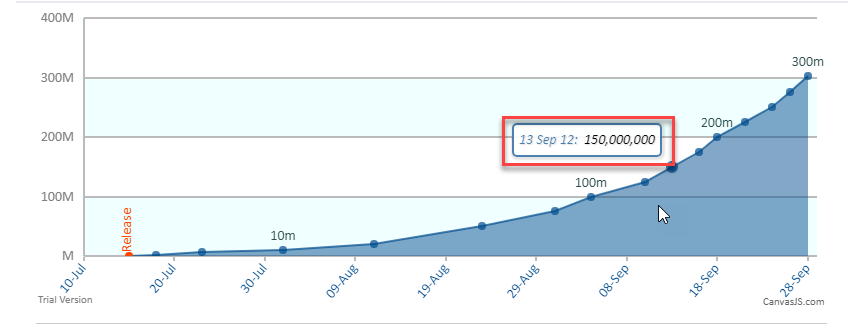 400M
300m
300M
200m
200M
13 Sep 12: 150,000,000
100m
100M
Release
10m
M
10-Jul
20-Jul
30-Jul
09-Aug
19-Aug
29-Aug
08-Sep
18-Sep
28-Sep
Trial Version
CanvasJS.com